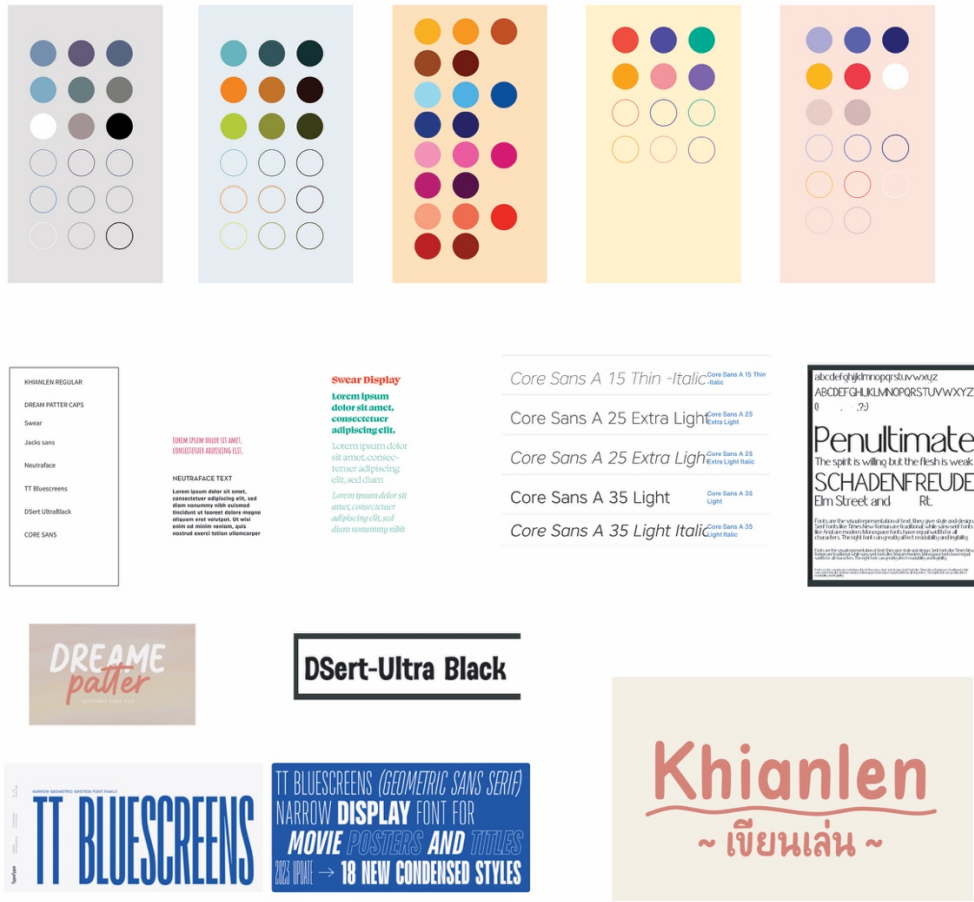 KHIANLEN REGULAR
DREAM PATTER CAPS
Swear
Jacks sans
Neutraface
TT Bluescreens
DSert UltraBlack
CORE SANS
LOREM IPSUM DOLOR SIT AMET,
CONSECTETUER ADIPISCING ELIT,
NEUTRAFACE TEXT
Lorem ipsum dolor sit amet,
consectetuer adipiscing elit, sed
diam nonummy nibh euismod
tincidunt ut laoreet dolore magna
aliquam erat volutpat. Ut wisi
enim ad minim veniam, quis
nostrud exerci tation ullamcorper
Swear Display
Lorem ipsum
dolor sit amet,
consectetuer
adipiscing elit,
Lorem ipsum dolor
sit amet, consec-
tetuer adipiscing
elit, sed diam
Lorem ipsum dolor sit
amet, consectetuer
adipiscing elit, sed
diam nonummy nibh
Core Sans A 15 Thin -Italic
Core Sans A 15 Thin
-Italic
Core Sans A 25 Extra Light
Core Sans A 25
Extra Light
Core Sans A 25 Extra Ligh
Core Sans A 25
Extra Light Italic
Core Sans A 35 Light
Core Sans A 35
Light
Core Sans A 35 Light Italic
Core Sans A 35
Light Italic
Penultimate
The spirit is willing but the flesh is weak
SCHADENFREUDE
Elm Street and Rt.
DREAME
patter
DSert-Ultra Black
NARROW GEOMETRIC GROTESK FONT FAMILY
TT BLUESCREENS
TypeType
TT BLUESCREENS (GEOMETRIC SANS SERIF)
NARROW DISPLAY FONT FOR
MOVIE POSTERS AND TITLES
2023 UPDATE → 18 NEW CONDENSED STYLES
Khianlen
~ เขียนเล่น ~